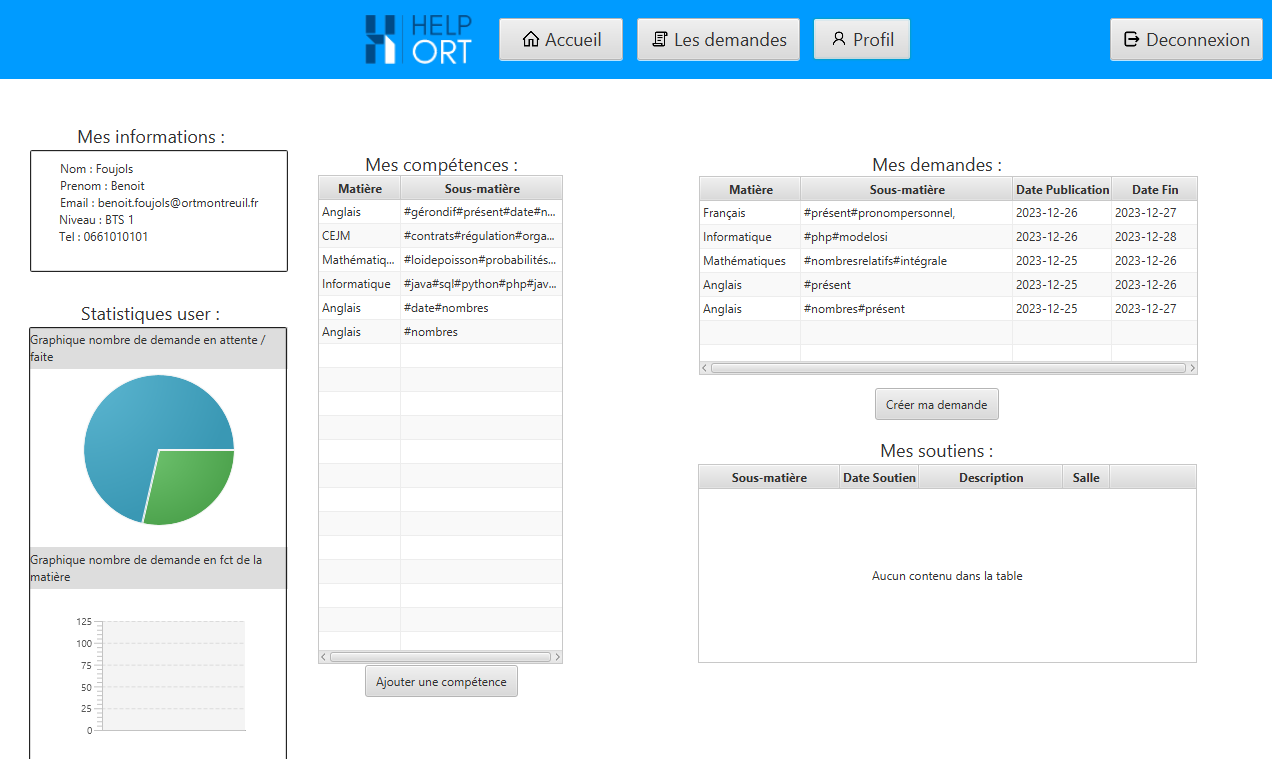 HELP
ORT
Accueil
Les demandes
Profil
Deconnexion
Mes informations :
Nom : Foujols
Prenom : Benoit
Email : benoit.foujols@ortmontreuil.fr
Niveau : BTS 1
Tel : 0661010101
Statistiques user :
Graphique nombre de demande en attente /
faite
Graphique nombre de demande en fct de la
matière
125
100
75
50
25
0
Mes compétences :
Matière Sous-matière
Anglais #gérondif#présent#date#n...
CEJM #contrats#régulation#orga...
Mathématiq... #loidepoisson#probabilités...
Informatique #java#sql#python#php#jav...
Anglais #date#nombres
Anglais #nombres
Ajouter une compétence
Mes demandes :
Matière Sous-matière Date Publication Date Fin
Français #présent#pronompersonnel, 2023-12-26 2023-12-27
Informatique #php#modelosi 2023-12-26 2023-12-28
Mathématiques #nombresrelatifs#intégrale 2023-12-25 2023-12-26
Anglais #présent 2023-12-25 2023-12-26
Anglais #nombres#présent 2023-12-25 2023-12-27
Créer ma demande
Mes soutiens :
Sous-matière Date Soutien Description Salle
Aucun contenu dans la table